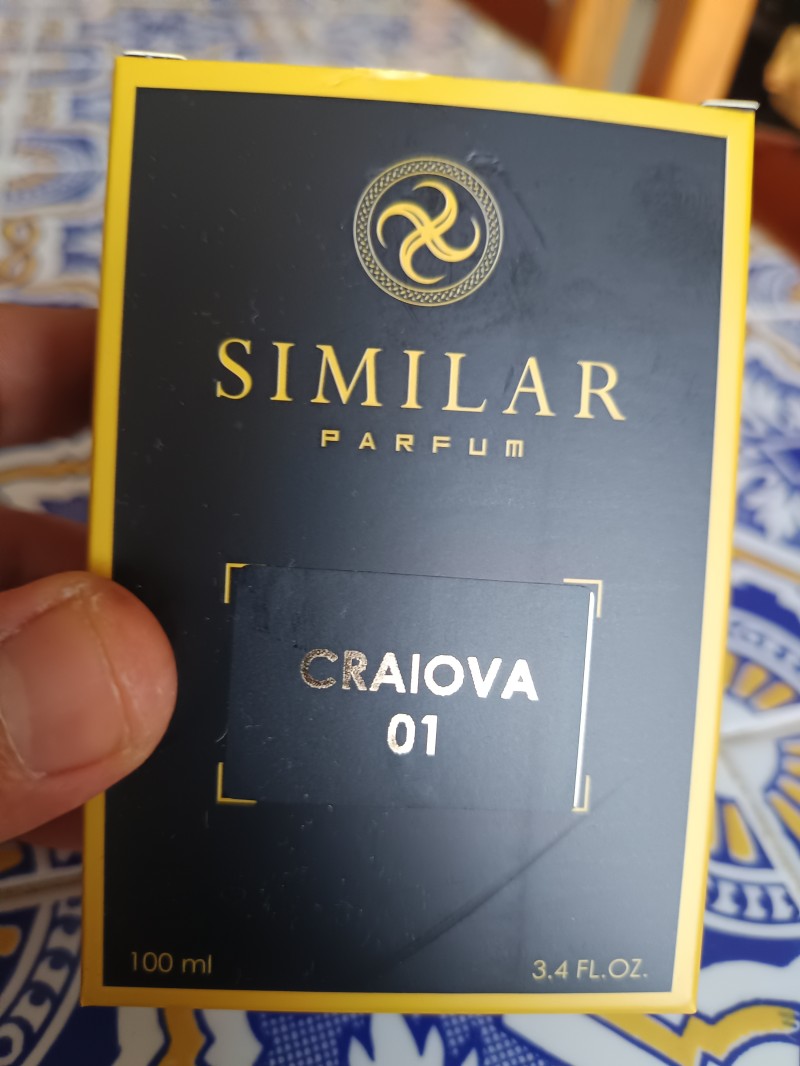 SIMILAR
PARFUM
CRAIOVA
01
100 ml
3.4 FL.OZ.